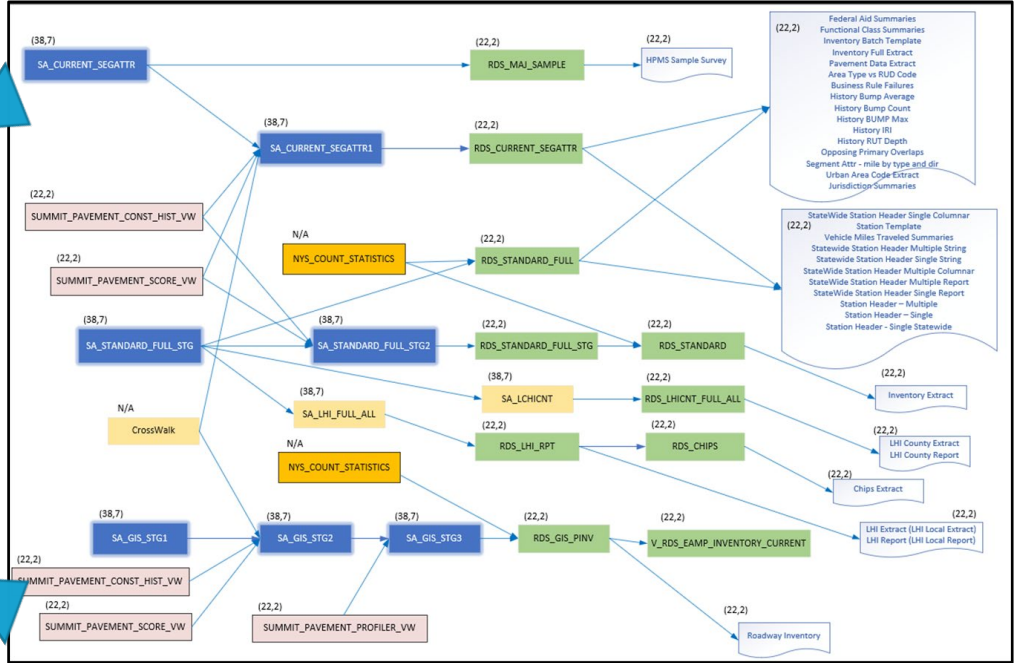 (38,7)
SA_CURRENT_SEGATTR
(22,2)
RDS_MAJ_SAMPLE
(22,2)
HPMS Sample Survey
(22,2)
Federal Aid Summaries
Functional Class Summaries
Inventory Batch Template
Inventory Full Extract
Pavement Data Extract
Area Type vs RUD Code
Business Rule Failures
History Bump Average
History Bump Count
History BUMP Max
History IRI
History RUT Depth
Opposing Primary Overlaps
Segment Attr - mile by type and dir
Urban Area Code Extract
Jurisdiction Summaries
(38,7)
SA_CURRENT_SEGATTR1
(22,2)
RDS_CURRENT_SEGATTR
(22,2)
SUMMIT_PAVEMENT_CONST_HIST_VW
(22,2)
SUMMIT_PAVEMENT_SCORE_VW
N/A
NYS_COUNT_STATISTICS
(22,2)
RDS_STANDARD_FULL
(22,2)
StateWide Station Header Single Columnar
Station Template
Vehicle Miles Traveled Summaries
Statewide Station Header Multiple String
Statewide Station Header Single String
StateWide Station Header Multiple Columnar
StateWide Station Header Multiple Report
StateWide Station Header Single Report
Station Header – Multiple
Station Header – Single
Station Header - Single Statewide
(38,7)
SA_STANDARD_FULL_STG
(38,7)
SA_STANDARD_FULL_STG2
(22,2)
RDS_STANDARD_FULL_STG
(22,2)
RDS_STANDARD
(22,2)
Inventory Extract
(38,7)
SA_LHI_FULL_ALL
(38,7)
SA_LCHICNT
(22,2)
RDS_LHICNT_FULL_ALL
(22,2)
LHI County Extract
LHI County Report
N/A
CrossWalk
N/A
NYS_COUNT_STATISTICS
(22,2)
RDS_LHI_RPT
(22,2)
RDS_CHIPS
(22,2)
Chips Extract
(22,2)
LHI Extract (LHI Local Extract)
LHI Report (LHI Local Report)
(38,7)
SA_GIS_STG1
(38,7)
SA_GIS_STG2
(38,7)
SA_GIS_STG3
(22,2)
RDS_GIS_PINV
(22,2)
V_RDS_EAMP_INVENTORY_CURRENT
(22,2)
SUMMIT_PAVEMENT_CONST_HIST_VW
(22,2)
SUMMIT_PAVEMENT_SCORE_VW
(22,2)
SUMMIT_PAVEMENT_PROFILER_VW
(22,2)
Roadway Inventory